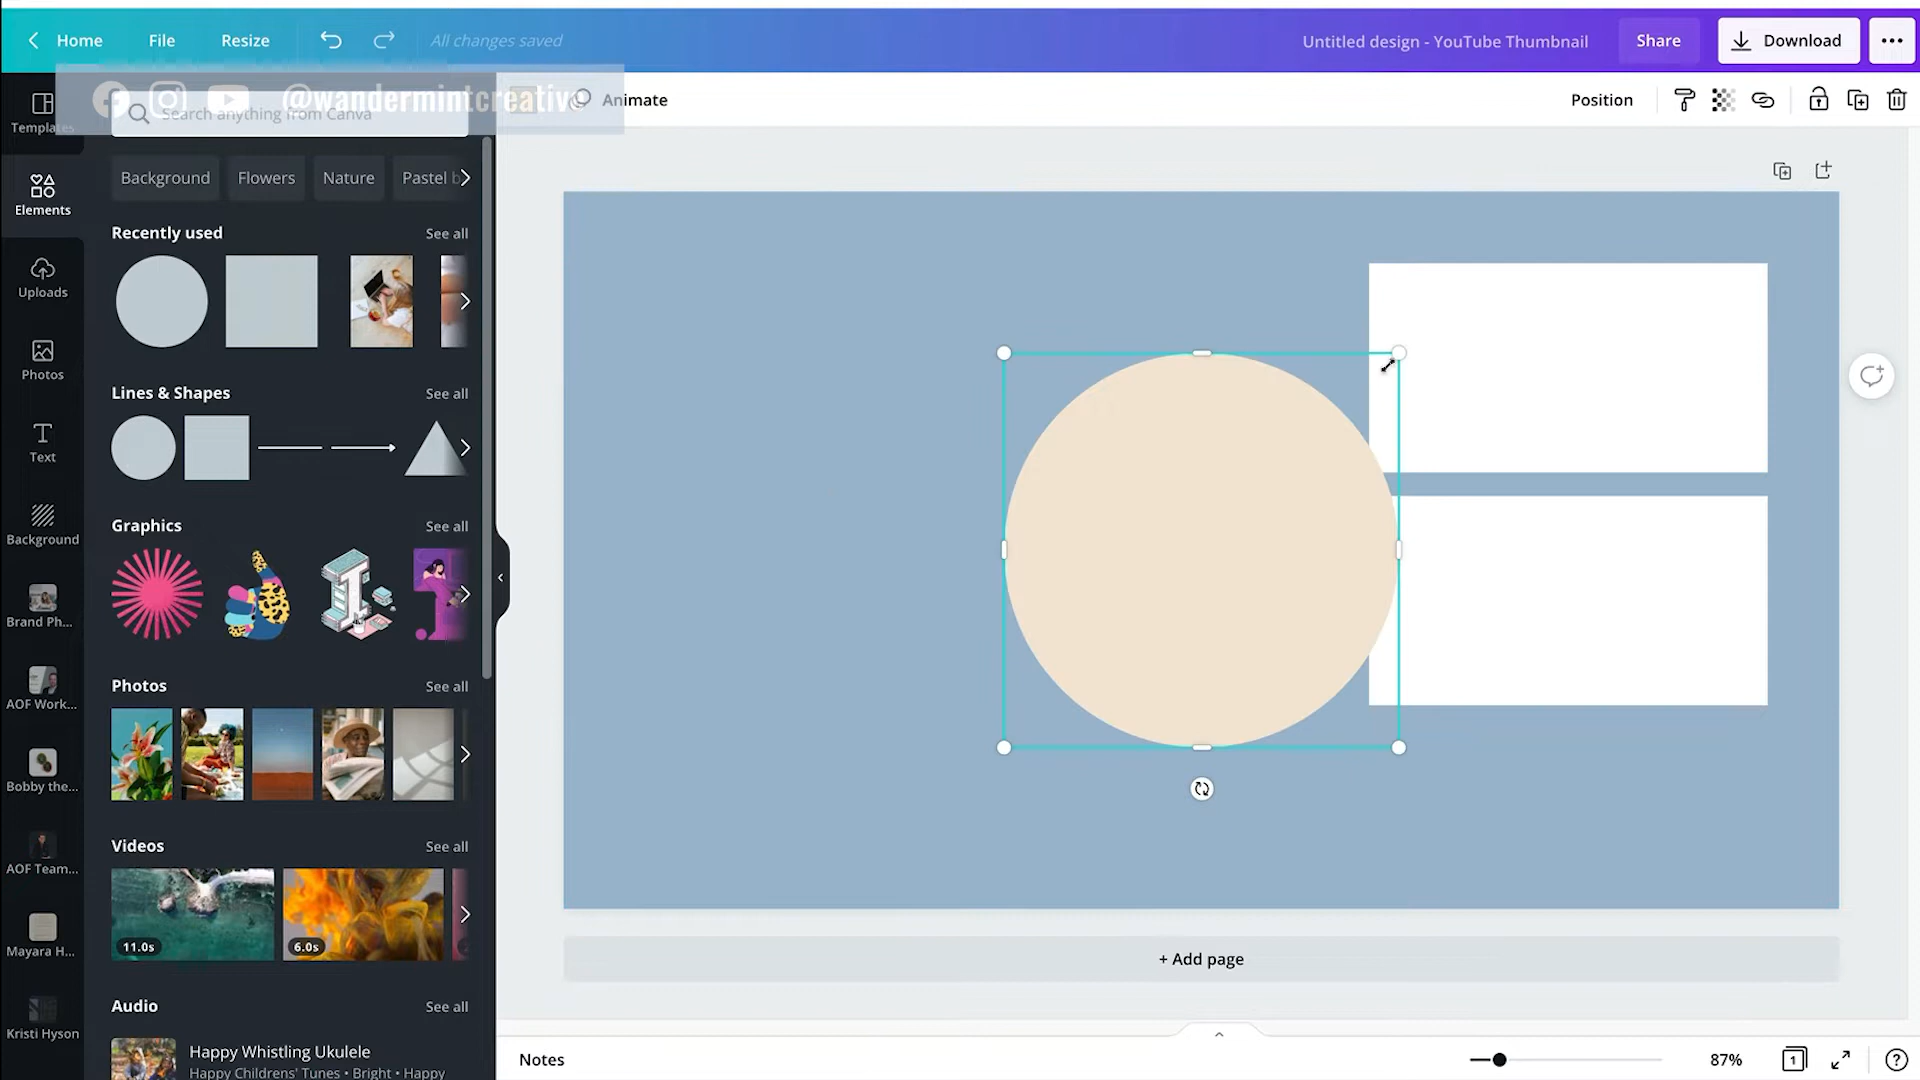 Home
File
Resize
All changes saved
Untitled design - YouTube Thumbnail
Share
Download
@wandermintcreative
Search anything from Canva
Animate
Position
Templates
Elements
Uploads
Photos
Text
Background
Brand Ph...
AOF Work...
Bobby the...
AOF Team...
Mayara H...
Kristi Hyson
Background
Flowers
Nature
Pastel b
Recently used
See all
Lines & Shapes
See all
Graphics
See all
Photos
See all
Videos
See all
11.0s
6.0s
Audio
See all
Happy Whistling Ukulele
Happy Childrens' Tunes • Bright • Happy
+ Add page
Notes
87%
1